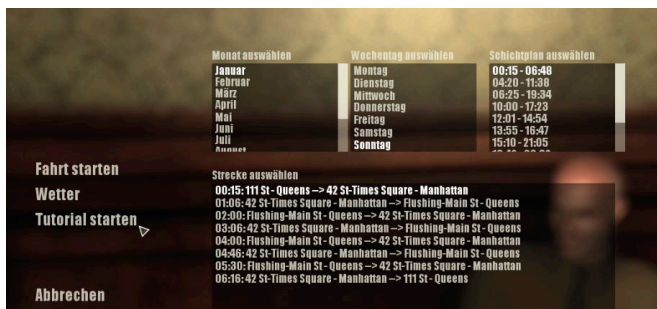 Monat auswählen
Januar
Februar
März
April
Mai
Juni
Juli
August
Wochentag auswählen
Montag
Dienstag
Mittwoch
Donnerstag
Freitag
Samstag
Sonntag
Schichtplan auswählen
00:15 - 06:48
04:20 - 11:38
06:25 - 19:34
10:00 - 17:23
12:01 - 14:54
13:55 - 16:47
15:10 - 21:05
Fahrt starten
Wetter
Tutorial starten
Abbrechen
Strecke auswählen
00:15: 111 St - Queens --> 42 St-Times Square - Manhattan
01:06: 42 St-Times Square - Manhattan --> Flushing-Main St - Queens
02:00: Flushing-Main St - Queens --> 42 St-Times Square - Manhattan
03:06: 42 St-Times Square - Manhattan --> Flushing-Main St - Queens
04:00: Flushing-Main St - Queens --> 42 St-Times Square - Manhattan
04:46: 42 St-Times Square - Manhattan --> Flushing-Main St - Queens
05:30: Flushing-Main St - Queens --> 42 St-Times Square - Manhattan
06:16: 42 St-Times Square - Manhattan --> 111 St - Queens